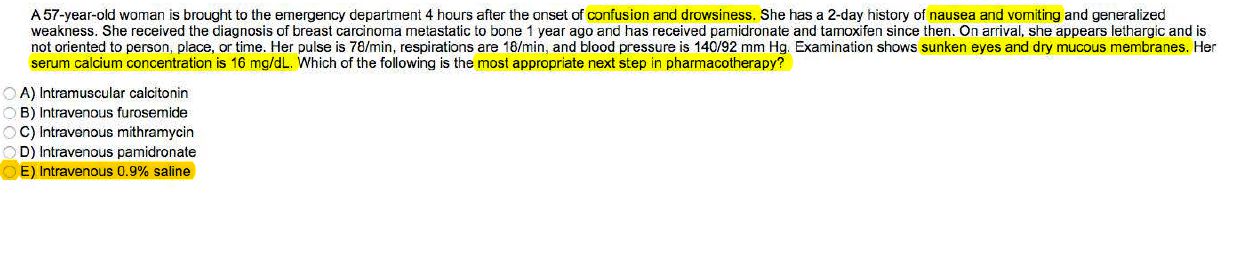 A 57-year-old woman is brought to the emergency department 4 hours after the onset of confusion and drowsiness. She has a 2-day history of nausea and vomiting and generalized
weakness. She received the diagnosis of breast carcinoma metastatic to bone 1 year ago and has received pamidronate and tamoxifen since then. On arrival, she appears lethargic and is
not oriented to person, place, or time. Her pulse is 78/min, respirations are 18/min, and blood pressure is 140/92 mm Hg. Examination shows sunken eyes and dry mucous membranes. Her
serum calcium concentration is 16 mg/dL. Which of the following is the most appropriate next step in pharmacotherapy?
A) Intramuscular calcitonin
B) Intravenous furosemide
C) Intravenous mithramycin
D) Intravenous pamidronate
E) Intravenous 0.9% saline